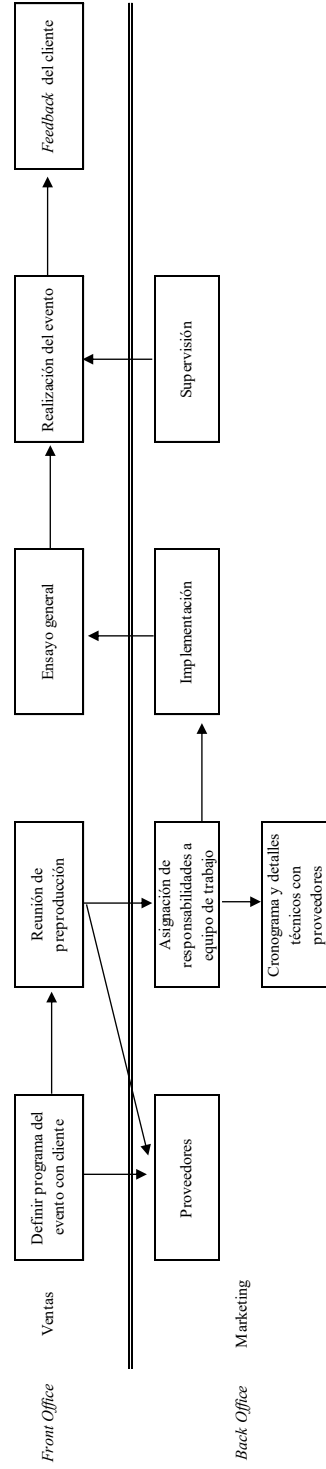 Front Office
Ventas
Definir programa del
evento con cliente
Reunión de
preproducción
Ensayo general
Realización del evento
Feedback del cliente
Back Office
Marketing
Proveedores
Asignación de
responsabilidades a
equipo de trabajo
Implementación
Supervisión
Cronograma y detalles
técnicos con
proveedores